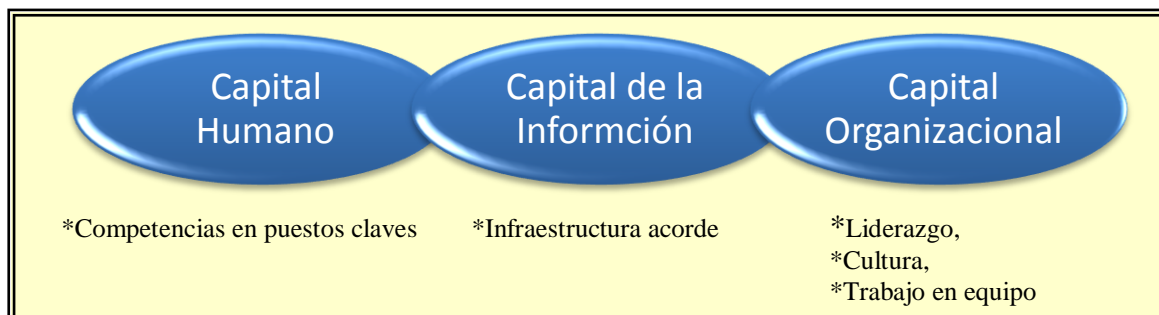 Capital
Humano
Capital de la
Informción
Capital
Organizacional
*Competencias en puestos claves
*Infraestructura acorde
*Liderazgo,
*Cultura,
*Trabajo en equipo